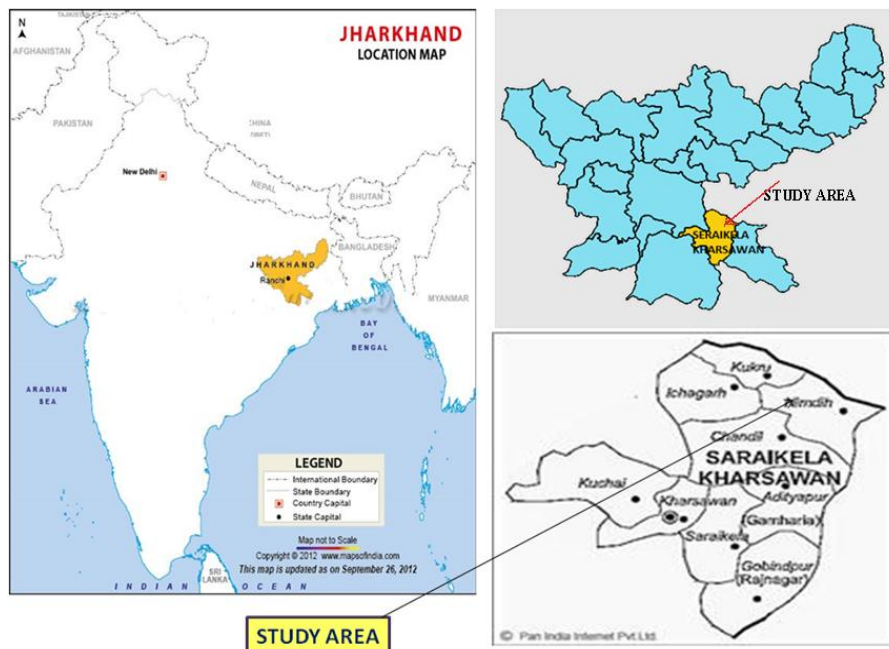 N
JHARKHAND
LOCATION MAP
AFGHANISTAN
PAKISTAN
CHINA
New Delhi
NEPAL
BHUTAN
BANGLADESH
JHARKHAND
Ranchi
MYANMAR
BAY
OF
BENGAL
ARABIAN
SEA
LEGEND
International Boundary
State Boundary
Country Capital
State Capital
Map not to Scale
Copyright © 2012 www.mapsofindia.com
This map is updated as on September 26, 2012
SRI
LANKA
INDIAN OCEAN
STUDY AREA
STUDY AREA
SERAIKELA
KHARSAWAN
Kukru
Ichagarh
Nimdih
Chandil
SARAIKELA
KHARSAWAN
Kuchai
Kharsawan
Adityapur
(Gamharia)
Saraikela
Gobindpur
(Rajnagar)
© Pan India Internet Pvt.Ltd.